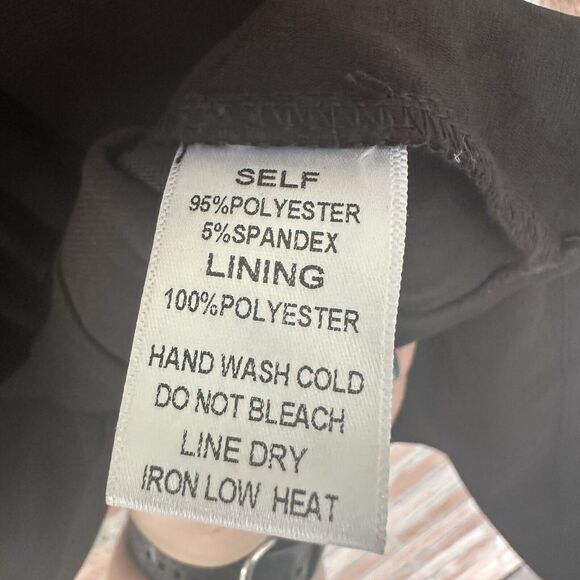 SELF
95%POLYESTER
5%SPANDEX
LINING
100%POLYESTER
HAND WASH COLD
DO NOT BLEACH
LINE DRY
IRON LOW HEAT